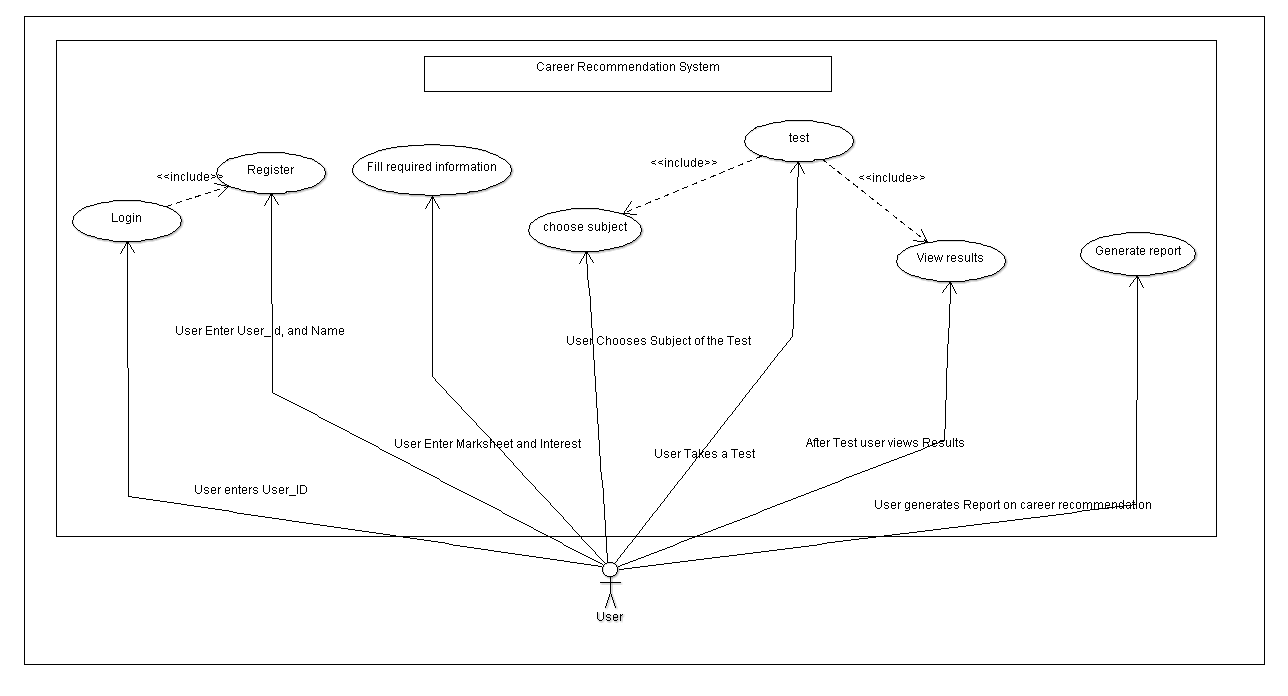 Career Recommendation System
test
<<include>>
<<include>>
Register
Fill required information
<<include>>
Login
choose subject
View results
Generate report
User Enter User_Id, and Name
User Chooses Subject of the Test
User Enter Marksheet and Interest
User Takes a Test
After Test user views Results
User enters User_ID
User generates Report on career recommendation
User